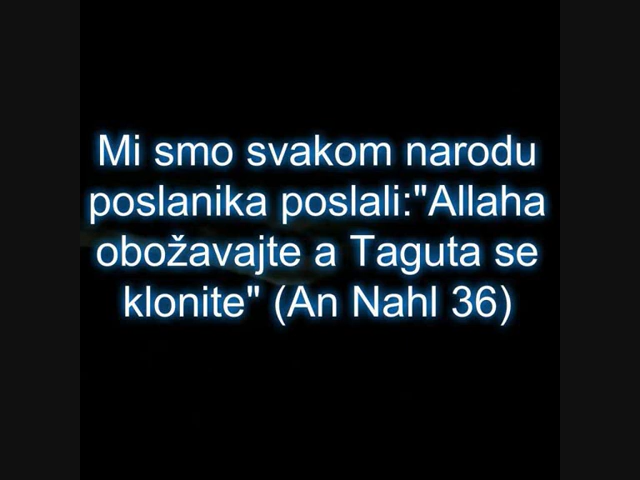 Mi smo svakom narodu
poslanika poslali:"Allaha
obožavajte a Taguta se
klonite" (An Nahl 36)